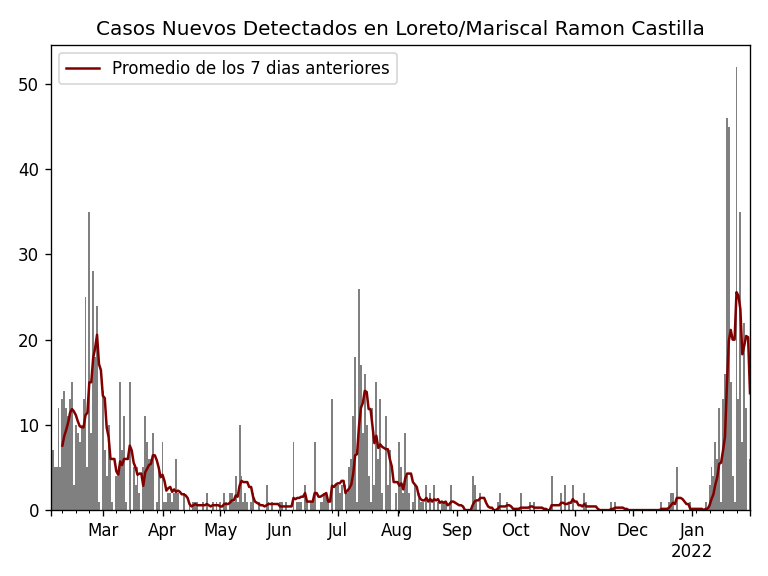 Casos Nuevos Detectados en Loreto/Mariscal Ramon Castilla
Promedio de los 7 dias anteriores
50
40
30
20
10
0
Mar Apr May Jun Jul Aug Sep Oct Nov Dec Jan
2022